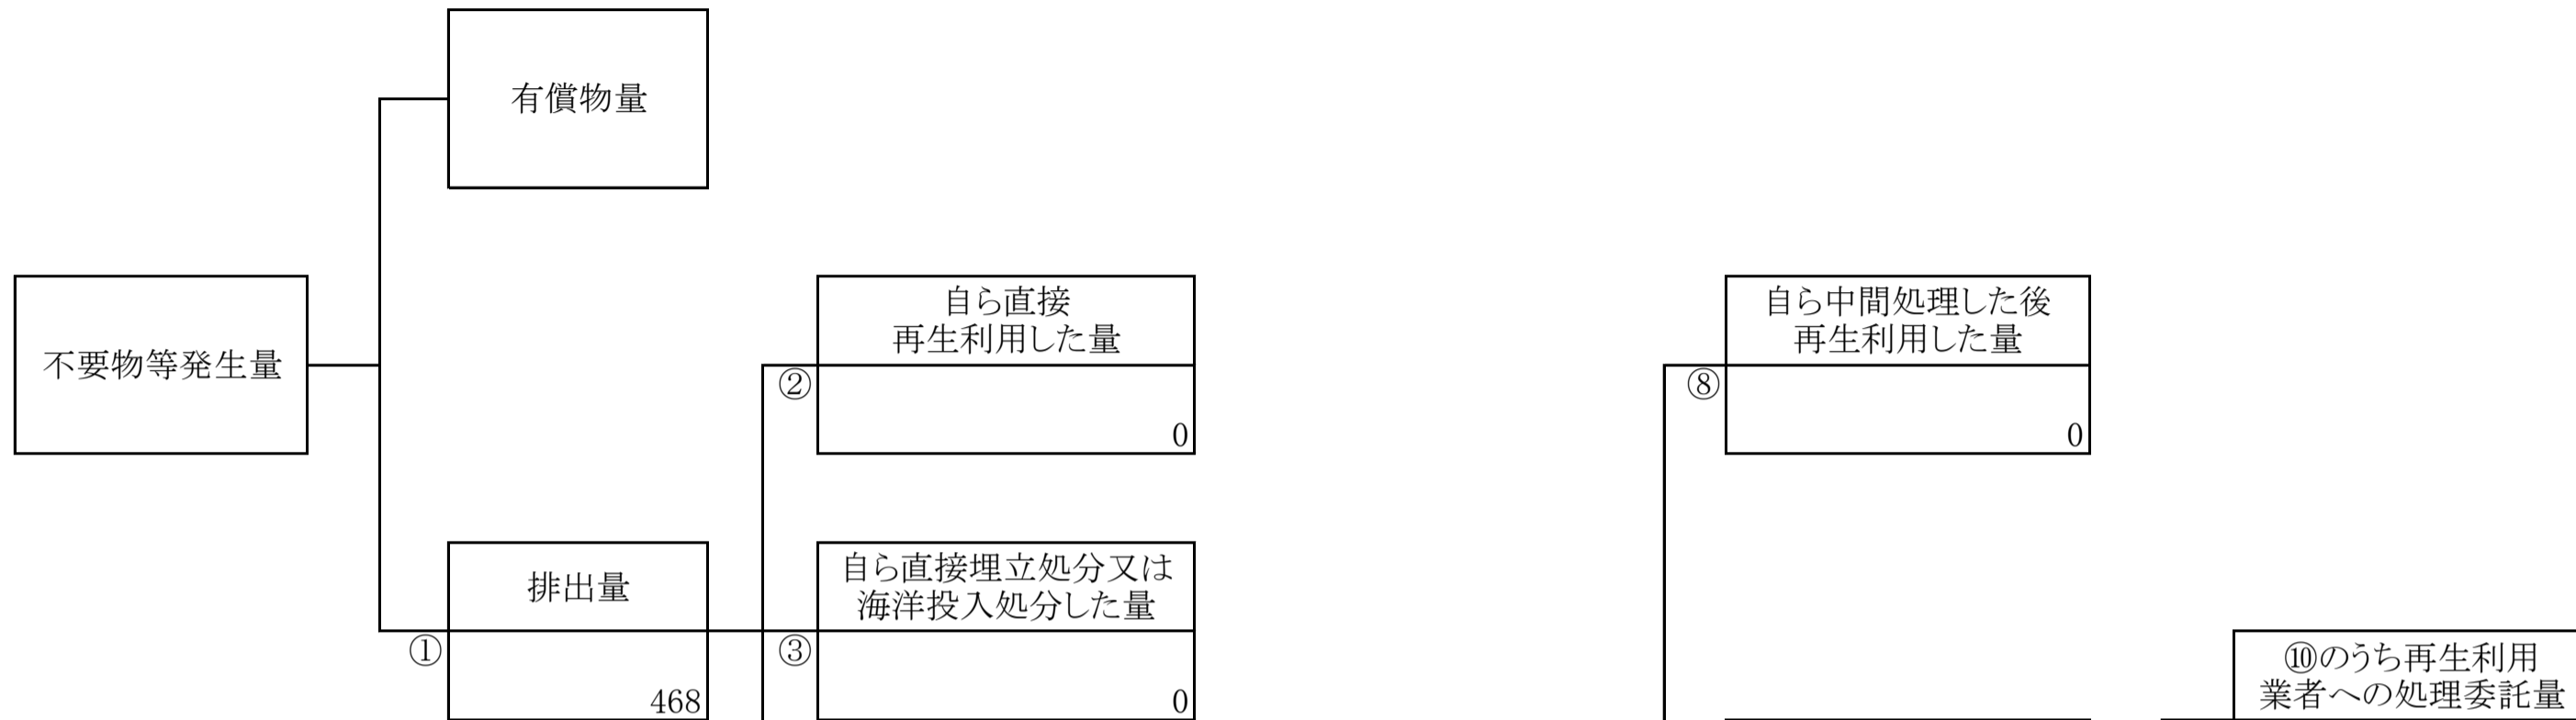 有償物量
不要物等発生量
自ら直接
再生利用した量
②
0
自ら中間処理した後
再生利用した量
⑧
0
排出量
①
468
自ら直接埋立処分又は
海洋投入処分した量
③
0
⑩のうち再生利用
業者への処理委託量